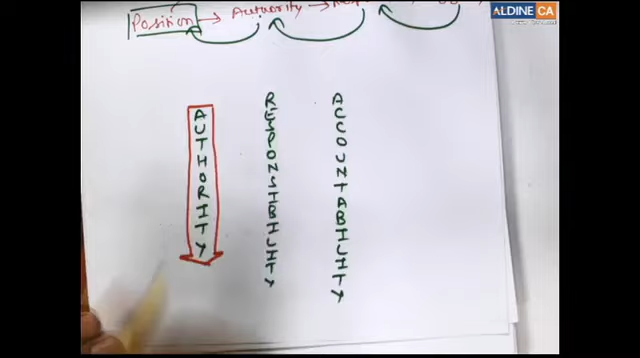 ALDINE CA
Position → Authority →
AUTHORITY
RESPONSIBILITY
ACCOUNTABILITY